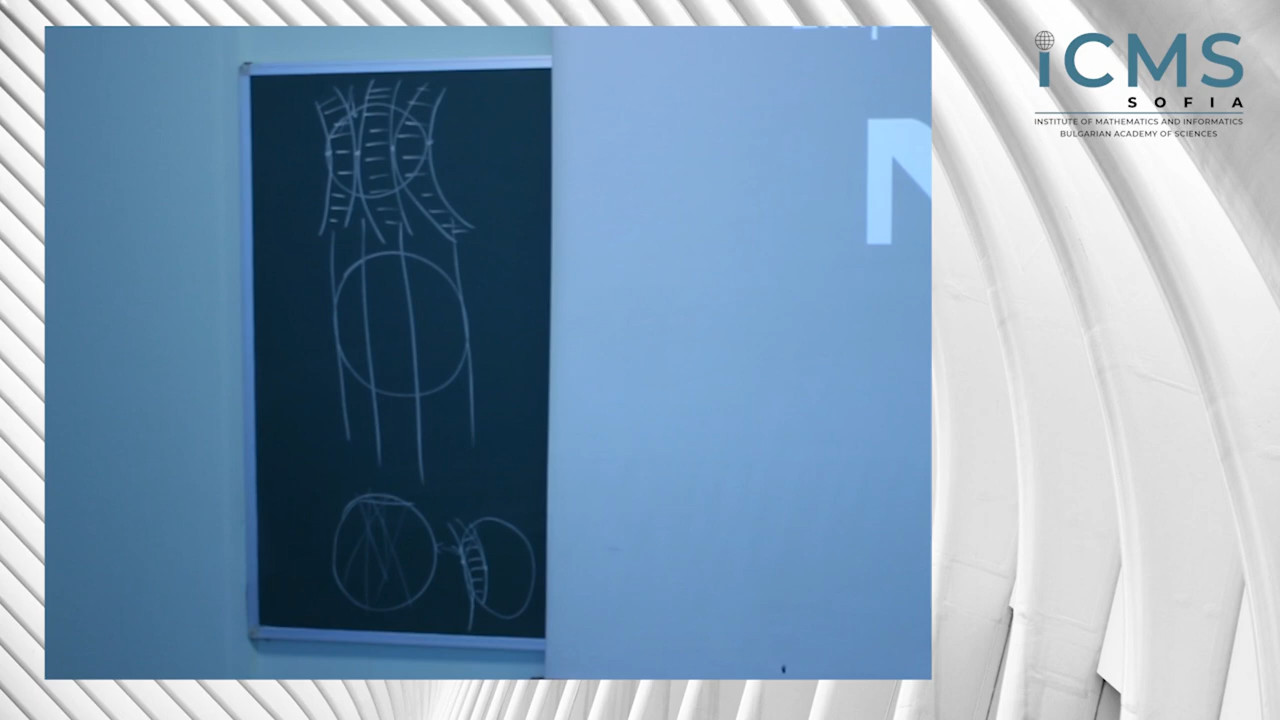 iCMS
SOFIA
INSTITUTE OF MATHEMATICS AND INFORMATICS
BULGARIAN ACADEMY OF SCIENCES
N